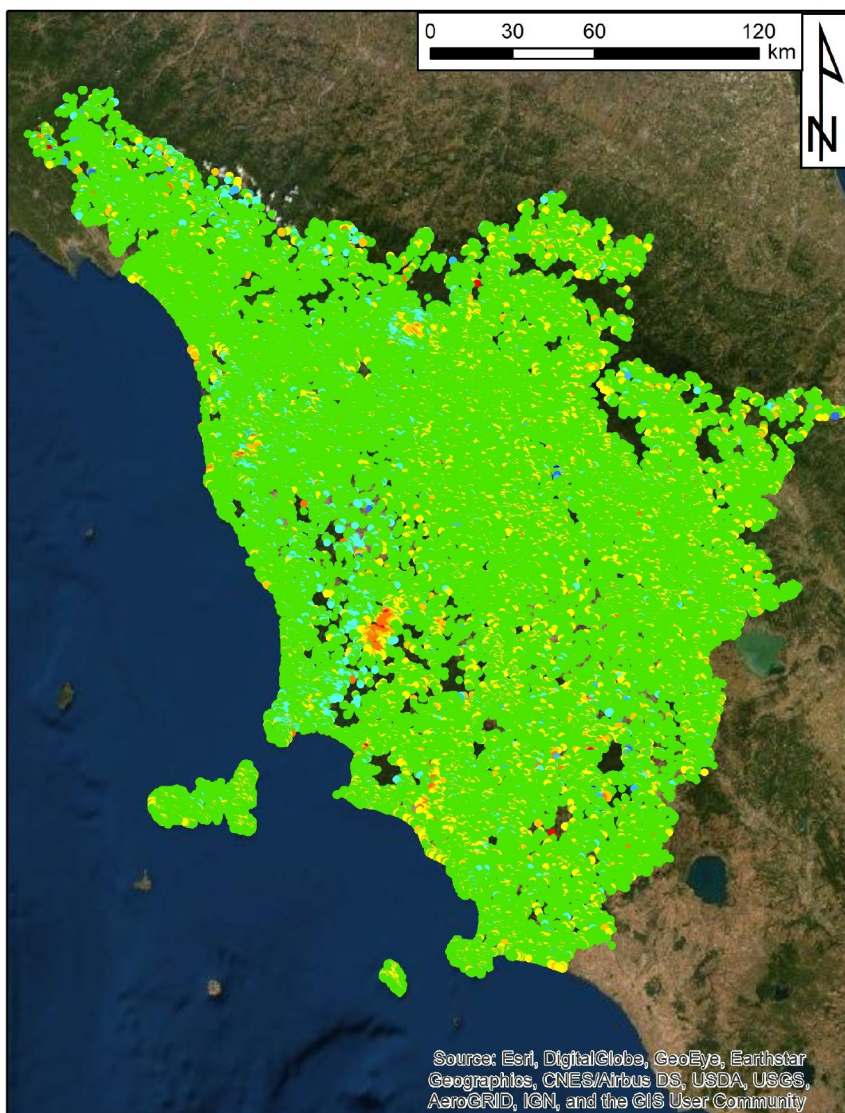 0 30 60 120
km
N
Source: Esri, DigitalGlobe, GeoEye, Earthstar
Geographics, CNES/Airbus DS, USDA, USGS,
AeroGRID, IGN, and the GIS User Community